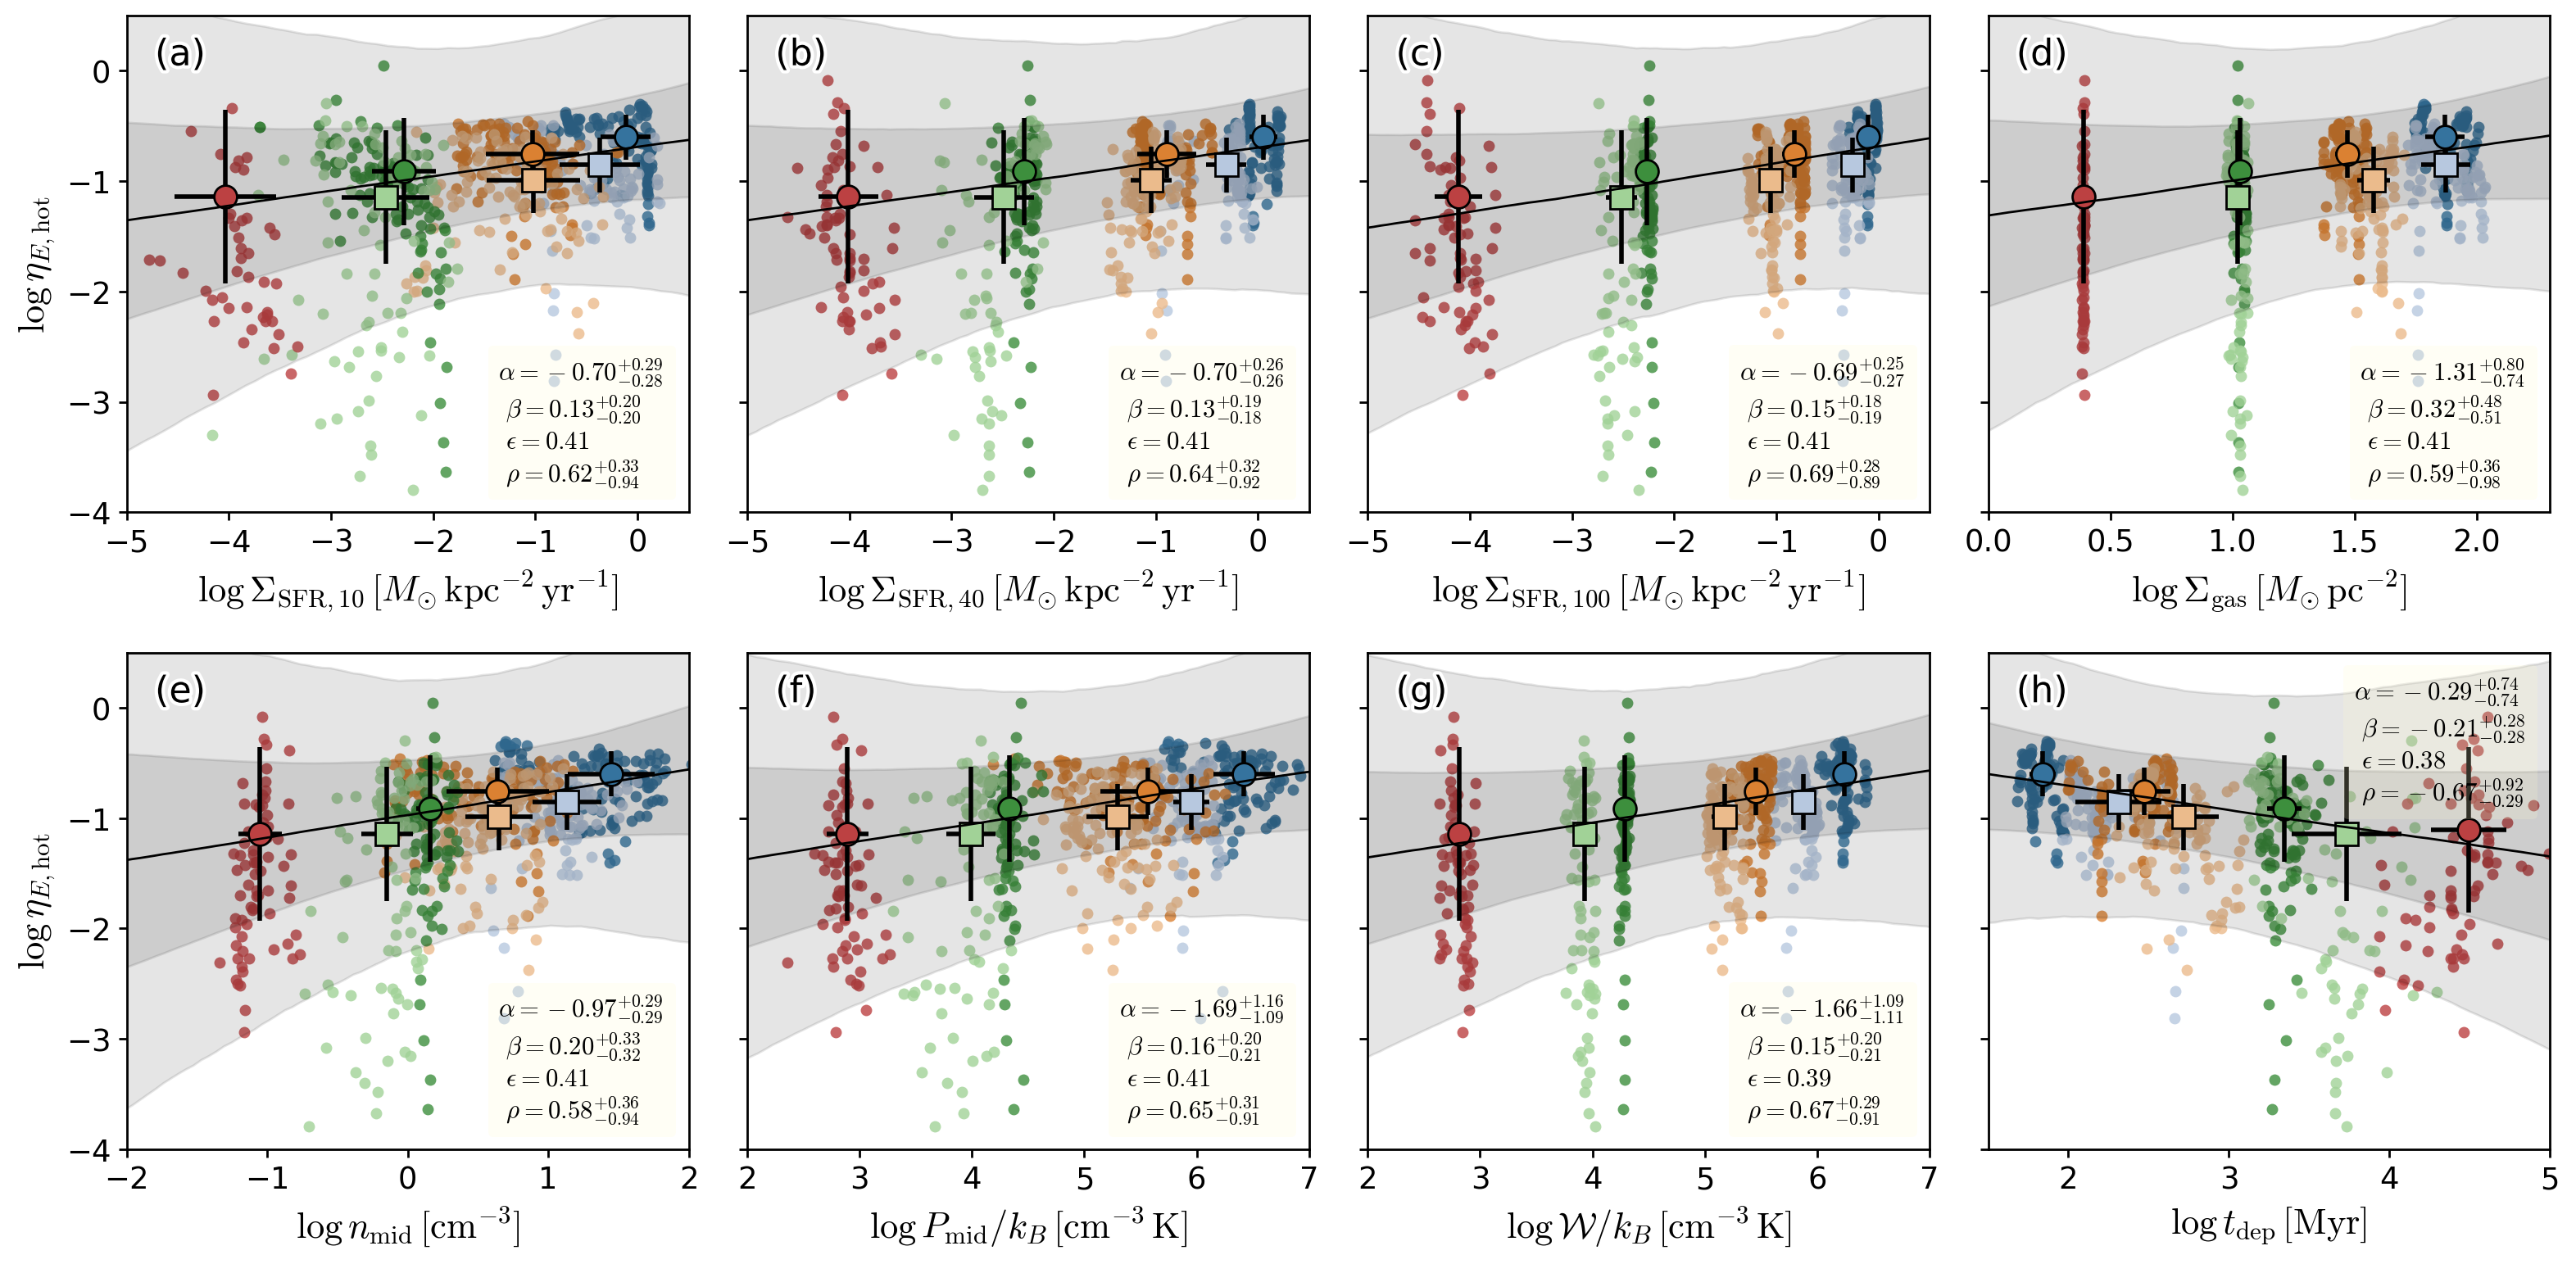 (a)
(b)
(c)
(d)
log η_{E, hot}
0
−1
−2
−3
−4
α = −0.70^{+0.29}_{−0.28}
β = 0.13^{+0.20}_{−0.20}
ϵ = 0.41
ρ = 0.62^{+0.33}_{−0.94}
α = −0.70^{+0.26}_{−0.26}
β = 0.13^{+0.19}_{−0.18}
ϵ = 0.41
ρ = 0.64^{+0.32}_{−0.92}
α = −0.69^{+0.25}_{−0.27}
β = 0.15^{+0.18}_{−0.19}
ϵ = 0.41
ρ = 0.69^{+0.28}_{−0.89}
α = −1.31^{+0.80}_{−0.74}
β = 0.32^{+0.48}_{−0.51}
ϵ = 0.41
ρ = 0.59^{+0.36}_{−0.98}
−5 −4 −3 −2 −1 0
−5 −4 −3 −2 −1 0
−5 −4 −3 −2 −1 0
0.0 0.5 1.0 1.5 2.0
log Σ_{SFR, 10} [M_⊙ kpc^{−2} yr^{−1}]
log Σ_{SFR, 40} [M_⊙ kpc^{−2} yr^{−1}]
log Σ_{SFR, 100} [M_⊙ kpc^{−2} yr^{−1}]
log Σ_{gas} [M_⊙ pc^{−2}]
(e)
(f)
(g)
(h)
log η_{E, hot}
0
−1
−2
−3
−4
α = −0.97^{+0.29}_{−0.29}
β = 0.20^{+0.33}_{−0.32}
ϵ = 0.41
ρ = 0.58^{+0.36}_{−0.94}
α = −1.69^{+1.16}_{−1.09}
β = 0.16^{+0.20}_{−0.21}
ϵ = 0.41
ρ = 0.65^{+0.31}_{−0.91}
α = −1.66^{+1.09}_{−1.11}
β = 0.15^{+0.20}_{−0.21}
ϵ = 0.39
ρ = 0.67^{+0.29}_{−0.91}
α = −0.29^{+0.74}_{−0.74}
β = −0.21^{+0.28}_{−0.28}
ϵ = 0.38
ρ = −0.67^{+0.92}_{−0.29}
−2 −1 0 1 2
2 3 4 5 6 7
2 3 4 5 6 7
2 3 4 5
log n_{mid} [cm^{−3}]
log P_{mid}/k_B [cm^{−3} K]
log 𝒲/k_B [cm^{−3} K]
log t_{dep} [Myr]